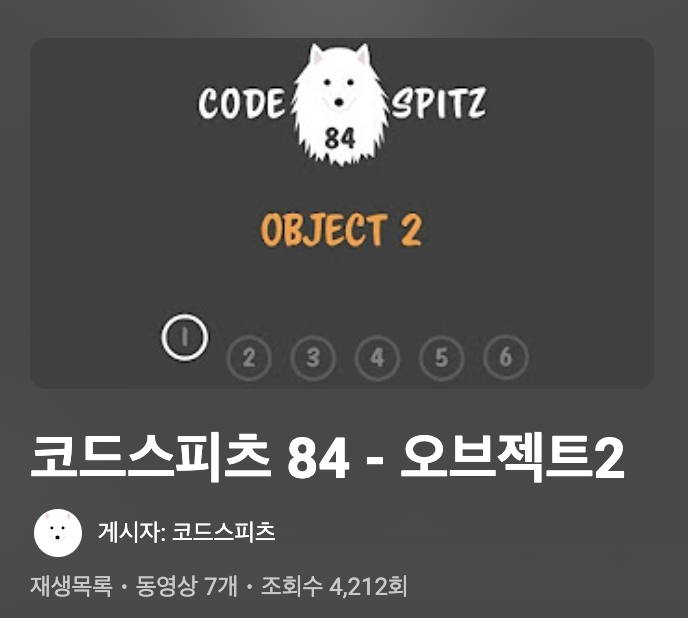 CODE SPITZ
84
OBJECT 2
1 2 3 4 5 6
코드스피츠 84 - 오브젝트2
게시자: 코드스피츠
재생목록 • 동영상 7개 • 조회수 4,212회